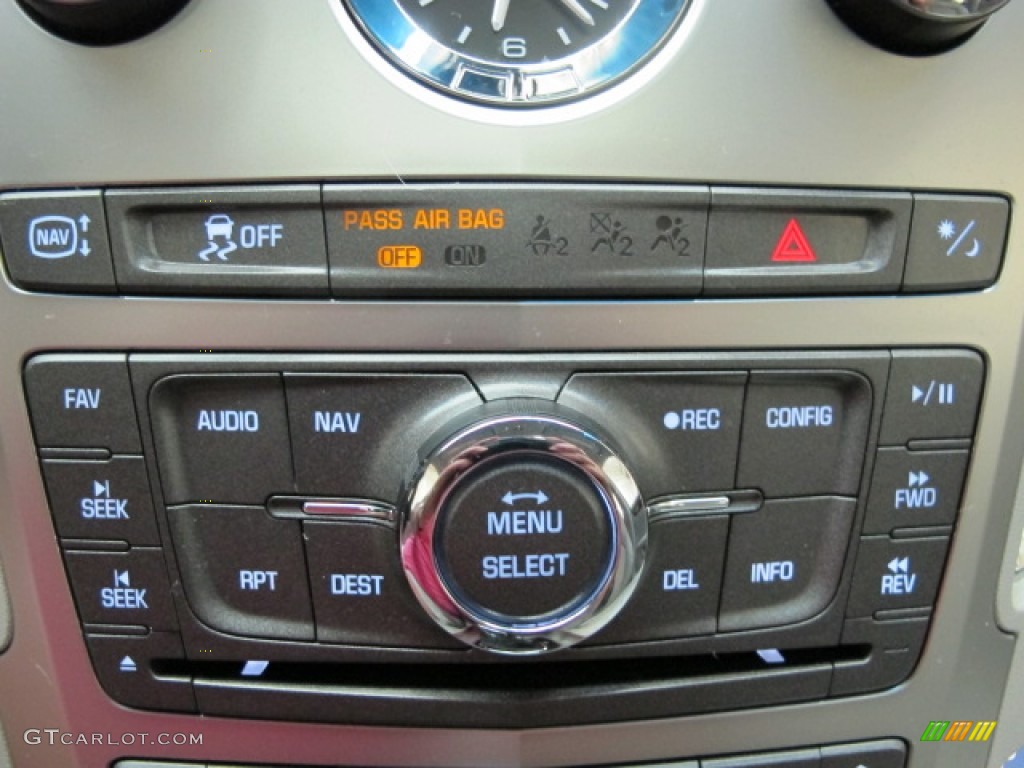 6
NAV OFF PASS AIR BAG
OFF ON 2 2 2
FAV AUDIO NAV REC CONFIG
SEEK MENU FWD
SELECT
SEEK RPT DEST DEL INFO REV
GTCARLOT.COM